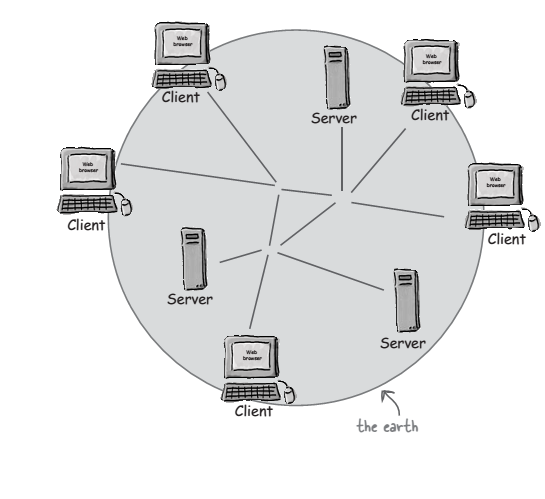 Web
browser
Client
Server
Web
browser
Client
Web
browser
Client
Web
browser
Client
Server
Server
Web
browser
Client
the earth